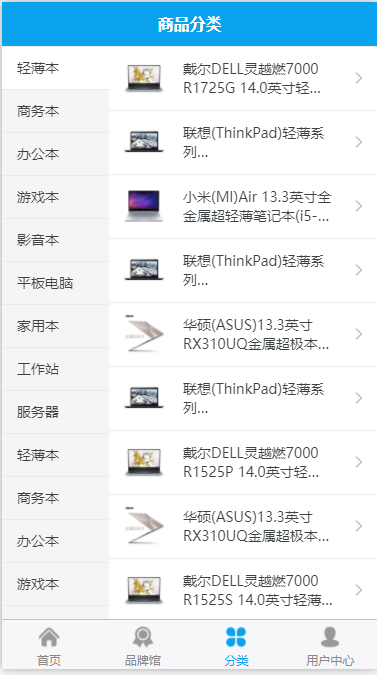 商品分类
轻薄本
商务本
办公本
游戏本
影音本
平板电脑
家用本
工作站
服务器
轻薄本
商务本
办公本
游戏本
戴尔DELL灵越燃7000
R1725G 14.0英寸轻...
联想(ThinkPad)轻薄系
列...
小米(MI)Air 13.3英寸全
金属超轻薄笔记本(i5-...
联想(ThinkPad)轻薄系
列...
华硕(ASUS)13.3英寸
RX310UQ金属超极本...
联想(ThinkPad)轻薄系
列...
戴尔DELL灵越燃7000
R1525P 14.0英寸轻...
华硕(ASUS)13.3英寸
RX310UQ金属超极本...
戴尔DELL灵越燃7000
R1525S 14.0英寸轻薄...
首页
品牌馆
分类
用户中心